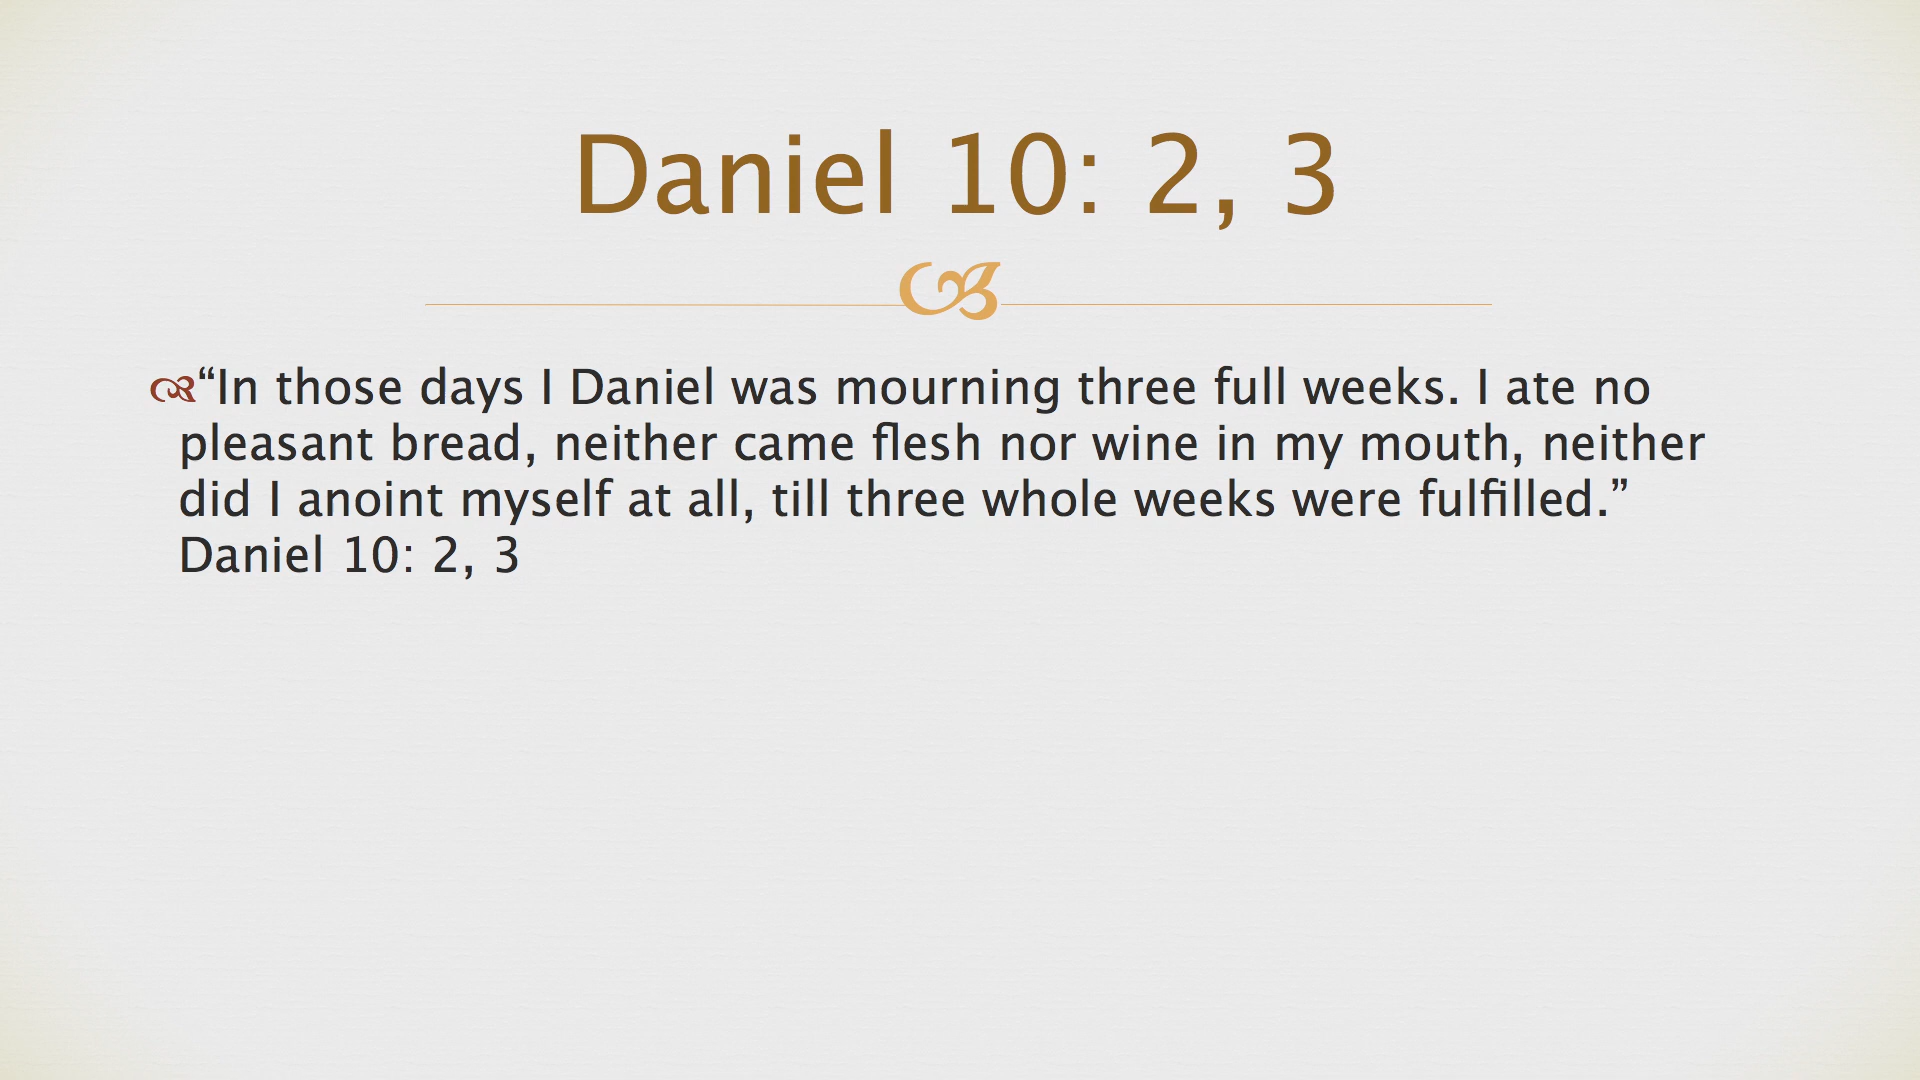 Daniel 10: 2, 3
“In those days I Daniel was mourning three full weeks. I ate no
pleasant bread, neither came flesh nor wine in my mouth, neither
did I anoint myself at all, till three whole weeks were fulfilled.”
Daniel 10: 2, 3